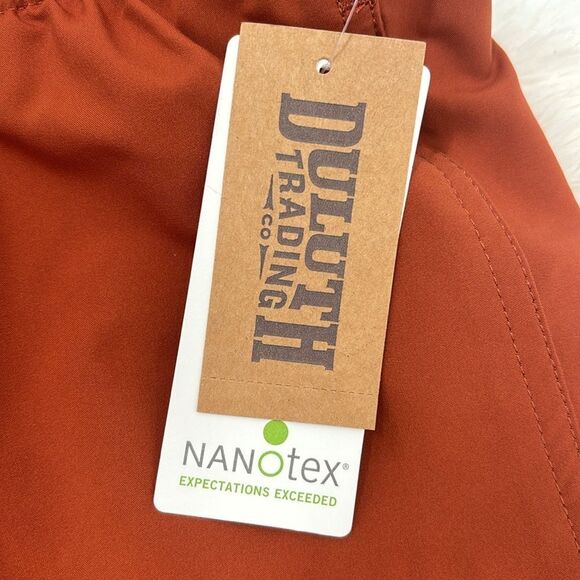 DULUTH
TRADING
CO
NANOtex®
EXPECTATIONS EXCEEDED